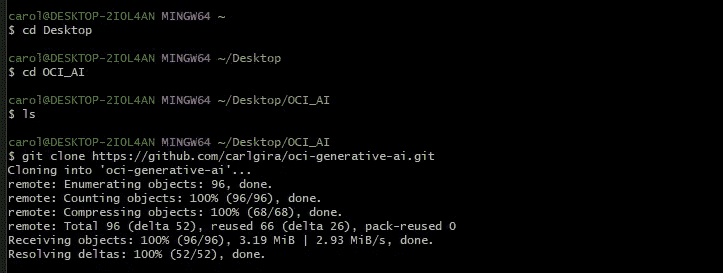 carol@DESKTOP-2IOL4AN MINGW64 ~
$ cd Desktop
carol@DESKTOP-2IOL4AN MINGW64 ~/Desktop
$ cd OCI_AI
carol@DESKTOP-2IOL4AN MINGW64 ~/Desktop/OCI_AI
$ ls
carol@DESKTOP-2IOL4AN MINGW64 ~/Desktop/OCI_AI
$ git clone https://github.com/carlgira/oci-generative-ai.git
Cloning into 'oci-generative-ai'...
remote: Enumerating objects: 96, done.
remote: Counting objects: 100% (96/96), done.
remote: Compressing objects: 100% (68/68), done.
remote: Total 96 (delta 52), reused 66 (delta 26), pack-reused 0
Receiving objects: 100% (96/96), 3.19 MiB | 2.93 MiB/s, done.
Resolving deltas: 100% (52/52), done.